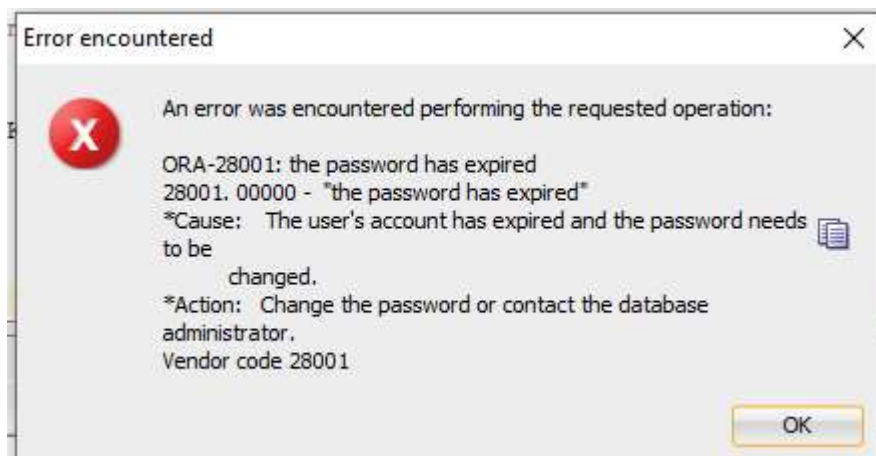 Error encountered
An error was encountered performing the requested operation:
ORA-28001: the password has expired
28001. 00000 - "the password has expired"
*Cause: The user's account has expired and the password needs
to be
changed.
*Action: Change the password or contact the database
administrator.
Vendor code 28001
OK